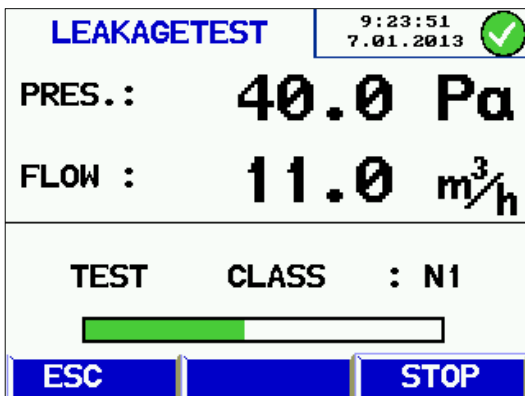 LEAKAGETEST
9:23:51
7.01.2013
PRES.: 40.0 Pa
FLOW : 11.0 m³/h
TEST CLASS : N1
ESC STOP